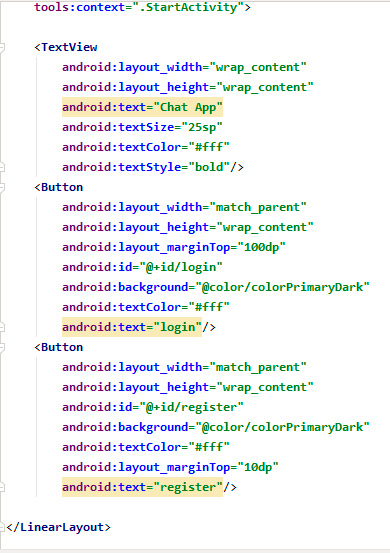 tools:context=".StartActivity">
<TextView
android:layout_width="wrap_content"
android:layout_height="wrap_content"
android:text="Chat App"
android:textSize="25sp"
android:textColor="#fff"
android:textStyle="bold"/>
<Button
android:layout_width="match_parent"
android:layout_height="wrap_content"
android:layout_marginTop="100dp"
android:id="@+id/login"
android:background="@color/colorPrimaryDark"
android:textColor="#fff"
android:text="login"/>
<Button
android:layout_width="match_parent"
android:layout_height="wrap_content"
android:id="@+id/register"
android:background="@color/colorPrimaryDark"
android:textColor="#fff"
android:layout_marginTop="10dp"
android:text="register"/>
</LinearLayout>